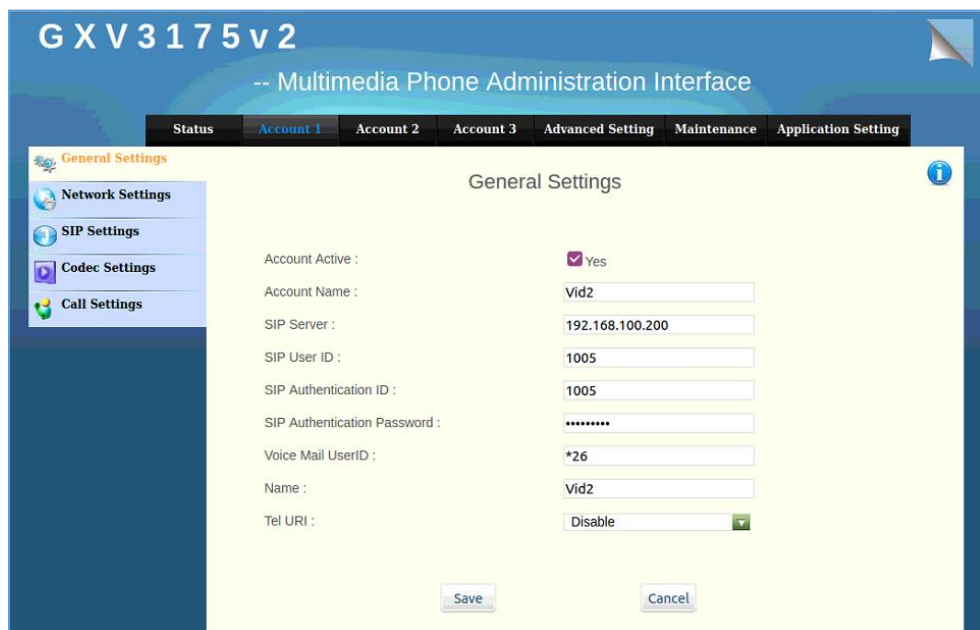 GXV3175v2
-- Multimedia Phone Administration Interface
Status Account 1 Account 2 Account 3 Advanced Setting Maintenance Application Setting
General Settings
Network Settings
SIP Settings
Codec Settings
Call Settings
General Settings
Account Active : Yes
Account Name : Vid2
SIP Server : 192.168.100.200
SIP User ID : 1005
SIP Authentication ID : 1005
SIP Authentication Password : •••••••••
Voice Mail UserID : *26
Name : Vid2
Tel URI : Disable
Save Cancel